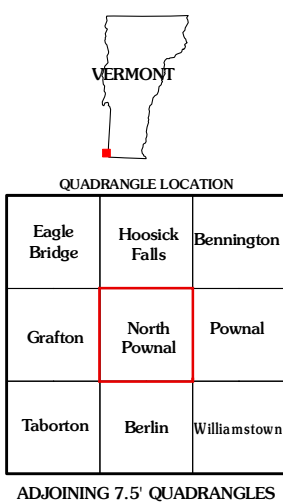 VERMONT
QUADRANGLE LOCATION
Eagle
Bridge
Hoosick
Falls
Bennington
Grafton
North
Pownal
Pownal
Taborton
Berlin
Williamstown
ADJOINING 7.5' QUADRANGLES